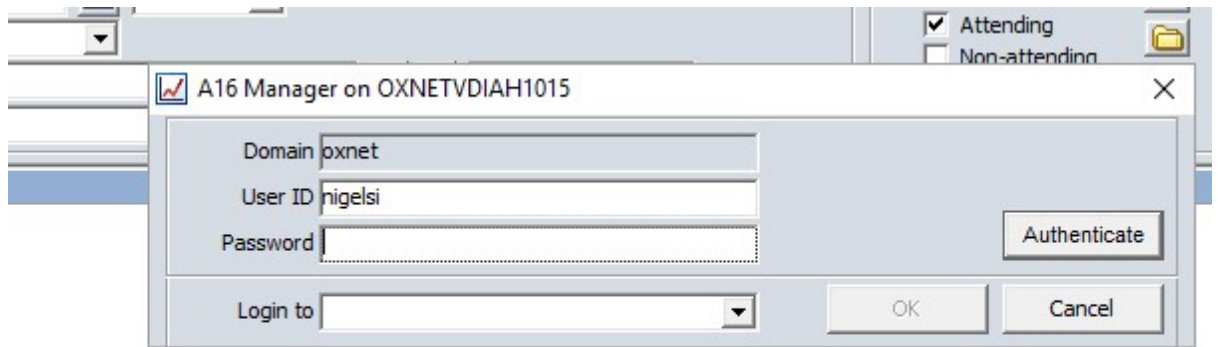 Attending
Non-attending
A16 Manager on OXNETVDIAH1015
Domain oxnet
User ID nigelsi
Password
Authenticate
Login to
OK
Cancel